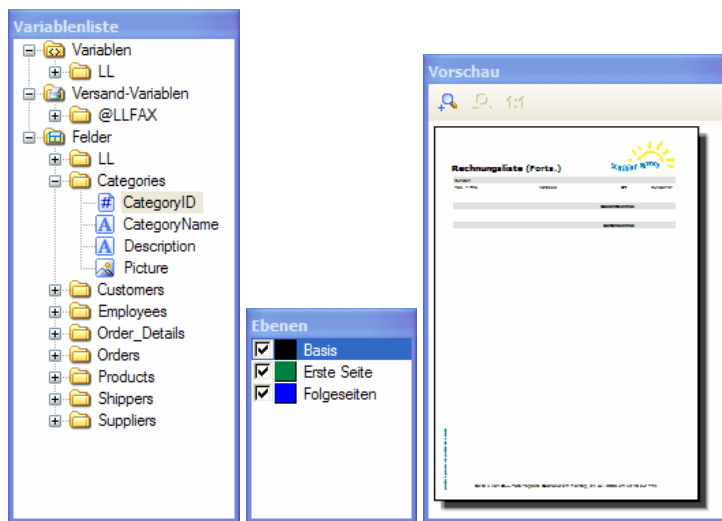 Variablenliste
Variablen
LL
Versand-Variablen
@LLFAX
Felder
LL
Categories
CategoryID
CategoryName
Description
Picture
Customers
Employees
Order_Details
Orders
Products
Shippers
Suppliers
Ebenen
Basis
Erste Seite
Folgeseiten
Vorschau
1:1
Rechnungsliste (Forts.)